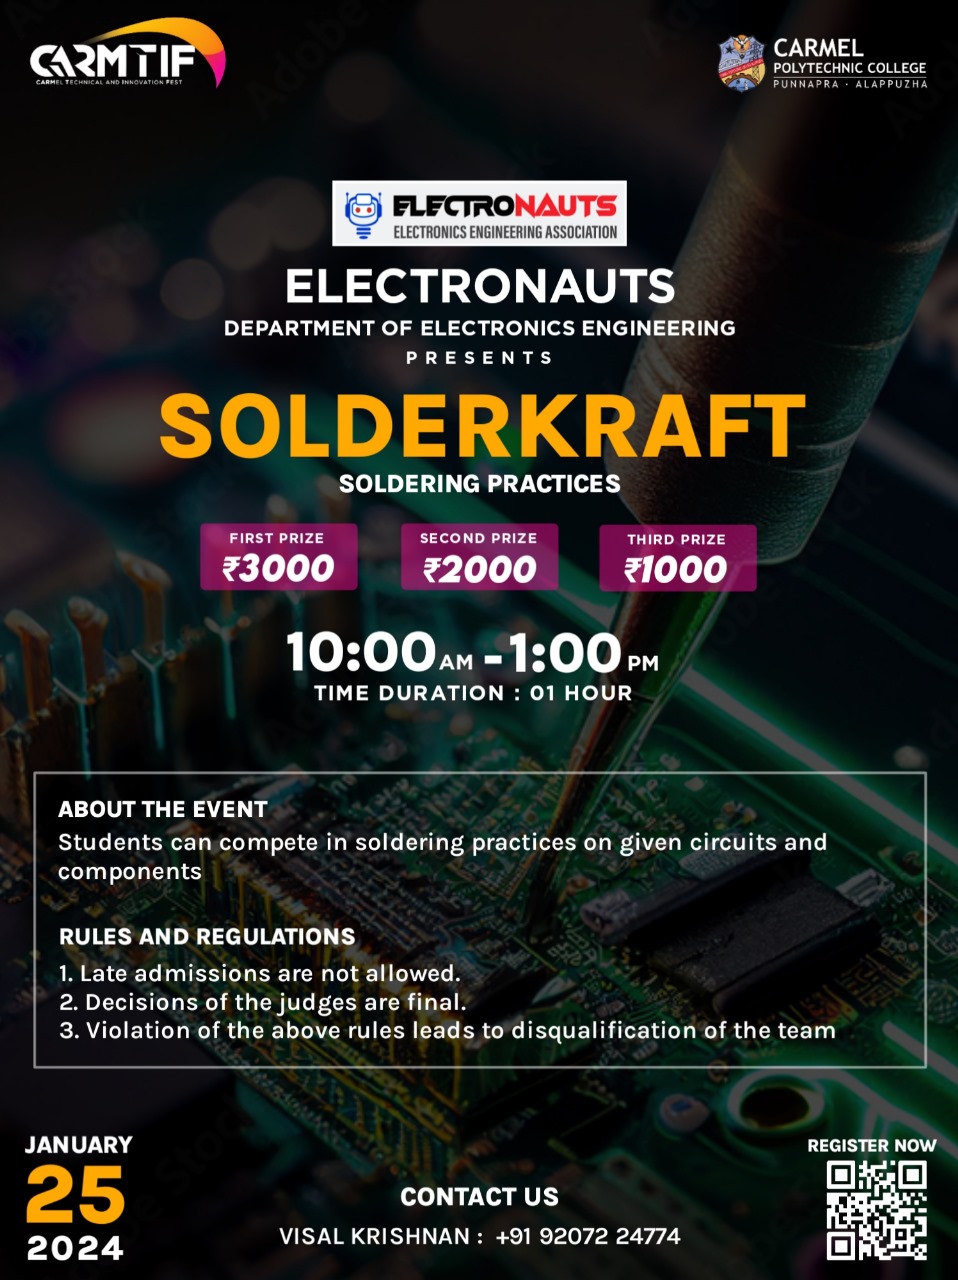 CARMTIF
CARMEL TECHNICAL AND INNOVATION FEST
CARMEL
POLYTECHNIC COLLEGE
PUNNAPRA · ALAPPUZHA
ELECTRONAUTS
ELECTRONICS ENGINEERING ASSOCIATION
ELECTRONAUTS
DEPARTMENT OF ELECTRONICS ENGINEERING
PRESENTS
SOLDERKRAFT
SOLDERING PRACTICES
FIRST PRIZE
₹3000
SECOND PRIZE
₹2000
THIRD PRIZE
₹1000
10:00 AM - 1:00 PM
TIME DURATION : 01 HOUR
ABOUT THE EVENT
Students can compete in soldering practices on given circuits and
components
RULES AND REGULATIONS
1. Late admissions are not allowed.
2. Decisions of the judges are final.
3. Violation of the above rules leads to disqualification of the team
JANUARY
25
2024
CONTACT US
VISAL KRISHNAN : +91 92072 24774
REGISTER NOW